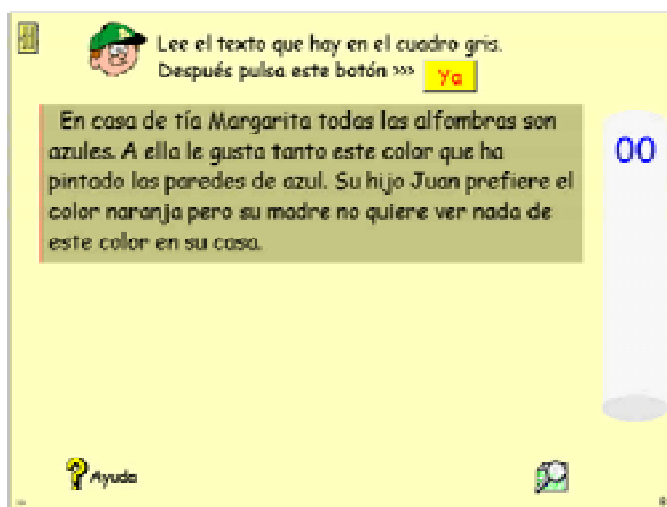 Lee el texto que hay en el cuadro gris.
Después pulsa este botón >>> Ya
En casa de tía Margarita todas las alfombras son
azules. A ella le gusta tanto este color que ha
pintado las paredes de azul. Su hijo Juan prefiere el
color naranja pero su madre no quiere ver nada de
este color en su casa.
00
Ayuda